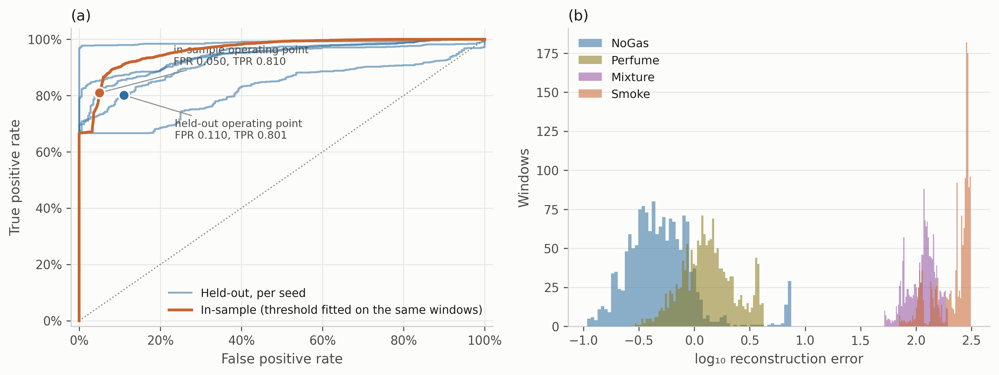 (a)
100%
80%
60%
40%
20%
0%
True positive rate
in-sample operating point
FPR 0.050, TPR 0.810
held-out operating point
FPR 0.110, TPR 0.801
Held-out, per seed
In-sample (threshold fitted on the same windows)
0% 20% 40% 60% 80% 100%
False positive rate
(b)
175
150
125
100
75
50
25
0
Windows
NoGas
Perfume
Mixture
Smoke
−1.0 −0.5 0.0 0.5 1.0 1.5 2.0 2.5
log₁₀ reconstruction error